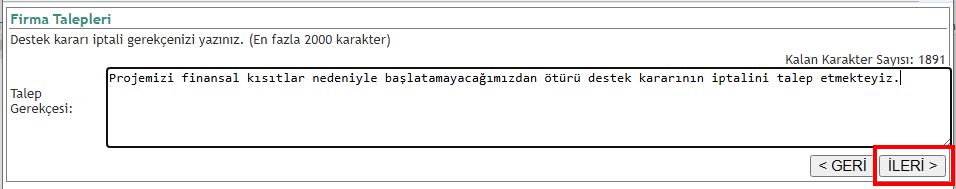 Firma Talepleri
Destek kararı iptali gerekçenizi yazınız. (En fazla 2000 karakter)
Kalan Karakter Sayısı: 1891
Projemizi finansal kısıtlar nedeniyle başlatamayacağımızdan ötürü destek kararının iptalini talep etmekteyiz.
Talep
Gerekçesi:
< GERİ İLERİ >